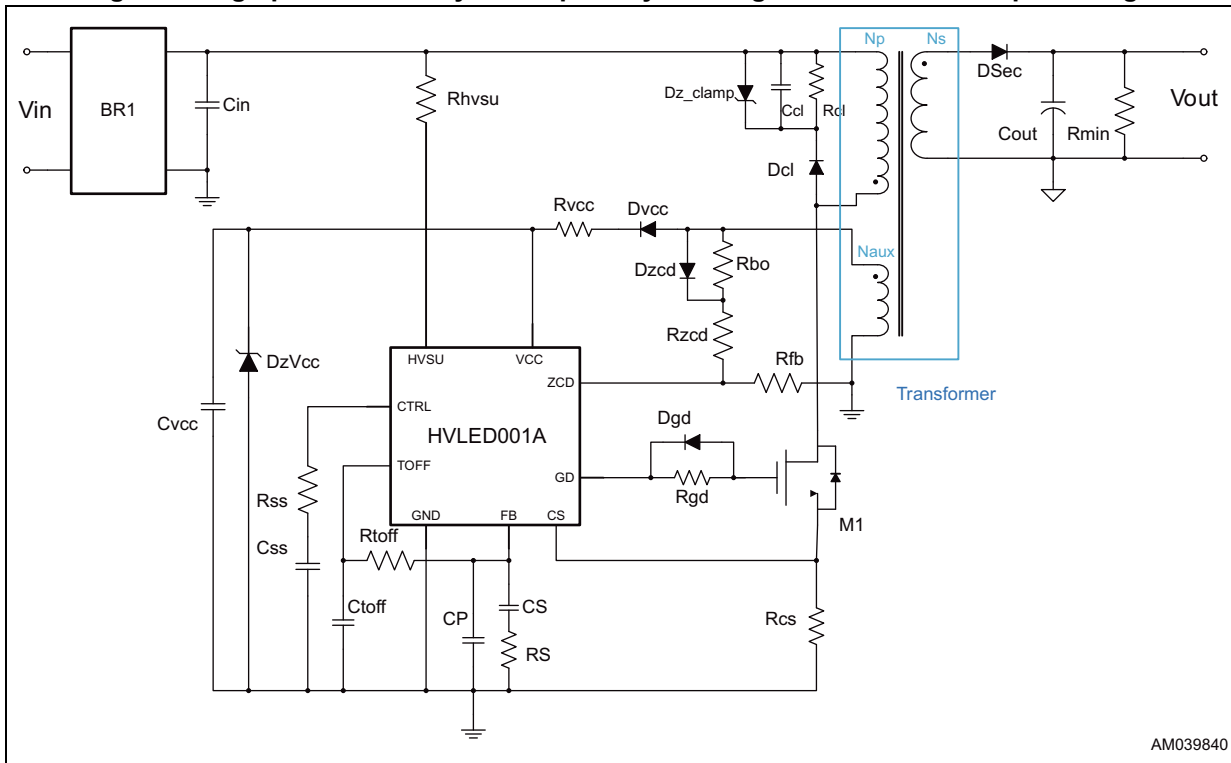 Np
Ns
DSec
Vin
BR1
Cin
Rhvsu
Dz_clamp
Ccl
Rcl
Vout
Cout
Rmin
Dcl
Rvcc
Dvcc
Naux
Dzcd
Rbo
Rzcd
Rfb
Transformer
DzVcc
Cvcc
HVSU
VCC
ZCD
CTRL
HVLED001A
TOFF
GD
GND
FB
CS
Dgd
Rgd
M1
Rss
Css
Rtoff
Ctoff
CP
CS
RS
Rcs
AM039840